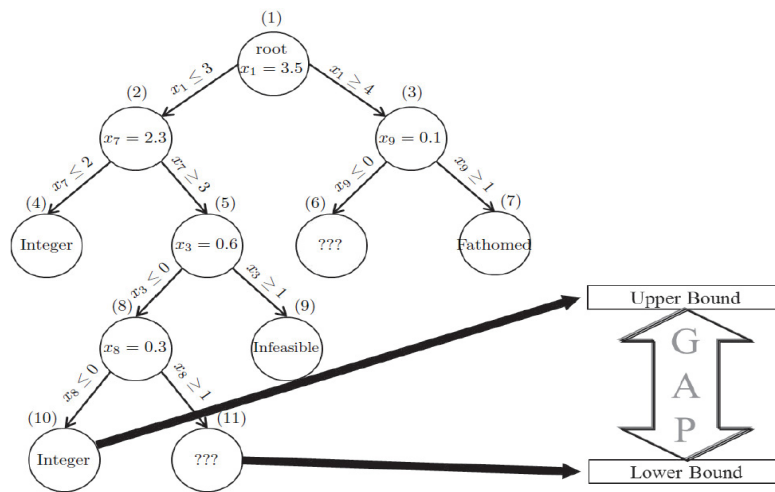 (1)
root
x₁ = 3.5
x₁ ≤ 3
x₁ ≥ 4
(2)
x₇ = 2.3
(3)
x₉ = 0.1
x₇ ≤ 2
x₇ ≥ 3
x₉ ≤ 0
x₉ ≥ 1
(4)
Integer
(5)
x₃ = 0.6
(6)
???
(7)
Fathomed
x₃ ≤ 0
x₃ ≥ 1
(8)
x₈ = 0.3
(9)
Infeasible
x₈ ≤ 0
x₈ ≥ 1
(10)
Integer
(11)
???
Upper Bound
G
A
P
Lower Bound